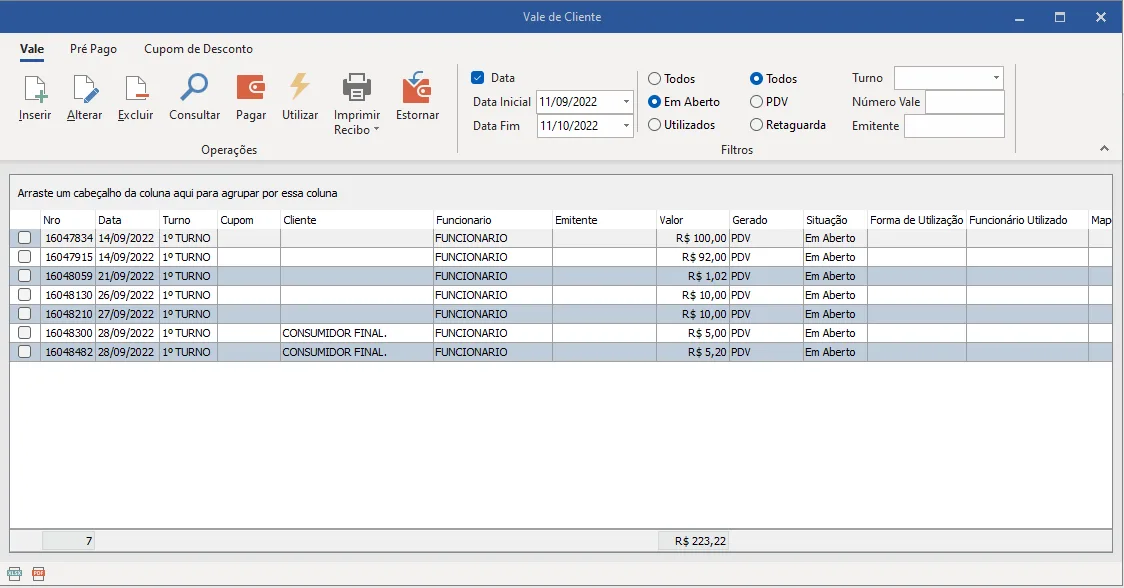 Vale de Cliente
Vale Pré Pago Cupom de Desconto
Inserir Alterar Excluir Consultar Pagar Utilizar Imprimir Recibo Estornar
Operações
Data
Data Inicial 11/09/2022
Data Fim 11/10/2022
Todos
Em Aberto
Utilizados
Todos
PDV
Retaguarda
Turno
Número Vale
Emitente
Filtros
Arraste um cabeçalho da coluna aqui para agrupar por essa coluna
Nro Data Turno Cupom Cliente Funcionario Emitente Valor Gerado Situação Forma de Utilização Funcionário Utilizado Map
16047834 14/09/2022 1º TURNO FUNCIONARIO R$ 100,00 PDV Em Aberto
16047915 14/09/2022 1º TURNO FUNCIONARIO R$ 92,00 PDV Em Aberto
16048059 21/09/2022 1º TURNO FUNCIONARIO R$ 1,02 PDV Em Aberto
16048130 26/09/2022 1º TURNO FUNCIONARIO R$ 10,00 PDV Em Aberto
16048210 27/09/2022 1º TURNO FUNCIONARIO R$ 10,00 PDV Em Aberto
16048300 28/09/2022 1º TURNO CONSUMIDOR FINAL. FUNCIONARIO R$ 5,00 PDV Em Aberto
16048482 28/09/2022 1º TURNO CONSUMIDOR FINAL. FUNCIONARIO R$ 5,20 PDV Em Aberto
7 R$ 223,22
PDF